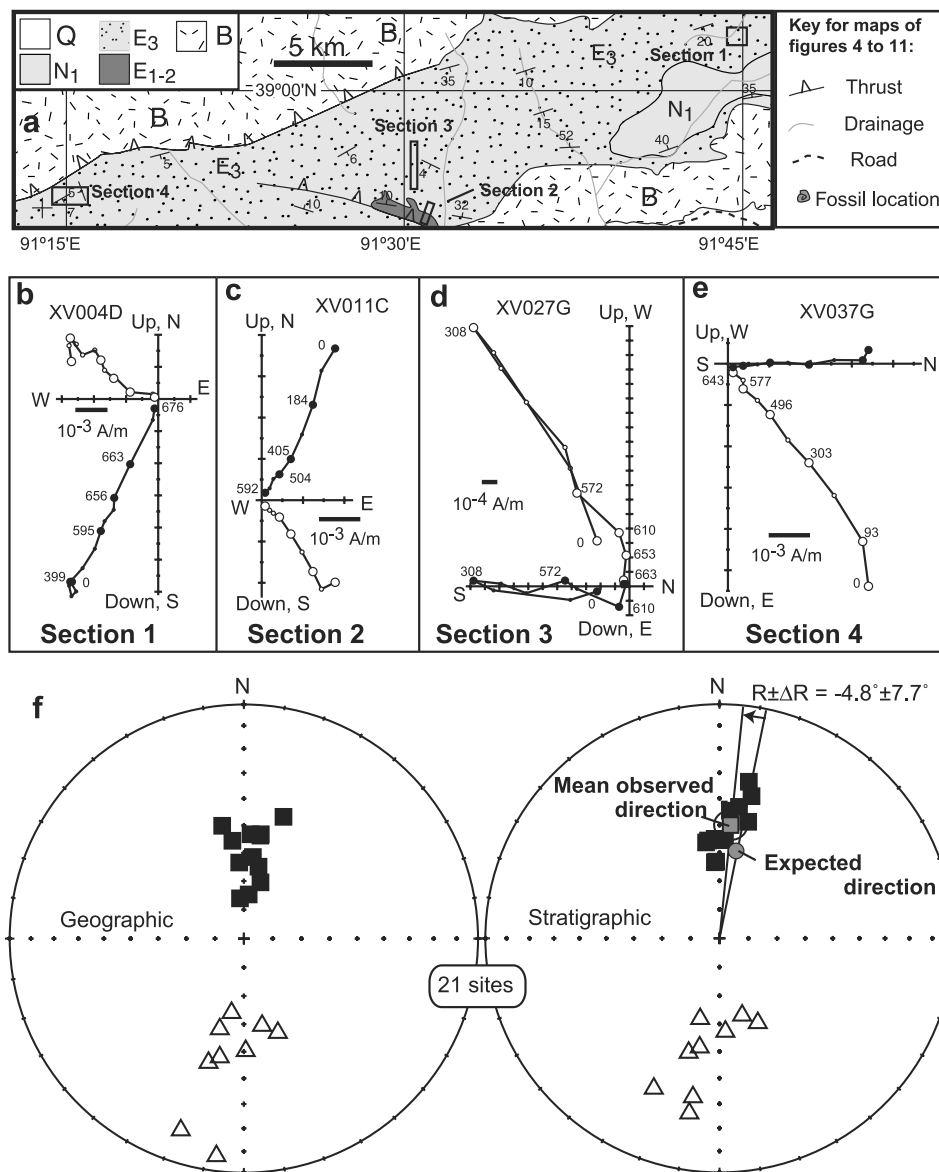 Q
E3
B
N1
E1-2
5 km
B
E3
20
Section 1
35
39°00'N
10
35
a
B
Section 3
15
N1
52
40
E3
5
6
4
Section 4
5
7
10
10
Section 2
32
B
91°15'E
91°30'E
91°45'E
Key for maps of
figures 4 to 11:
Thrust
Drainage
Road
Fossil location
b
XV004D
Up, N
W
E
10-3 A/m
676
663
656
595
399
0
Down, S
Section 1
c
XV011C
Up, N
0
184
405
504
592
W
E
10-3 A/m
Down, S
Section 2
d
XV027G
Up, W
308
10-4 A/m
572
0
610
653
663
308
572
S
N
0
610
Down, E
Section 3
e
XV037G
Up, W
S
N
643
577
496
303
93
10-3 A/m
0
Down, E
Section 4
f
N
Geographic
21 sites
N
R±ΔR = -4.8°±7.7°
Mean observed
direction
Expected
direction
Stratigraphic